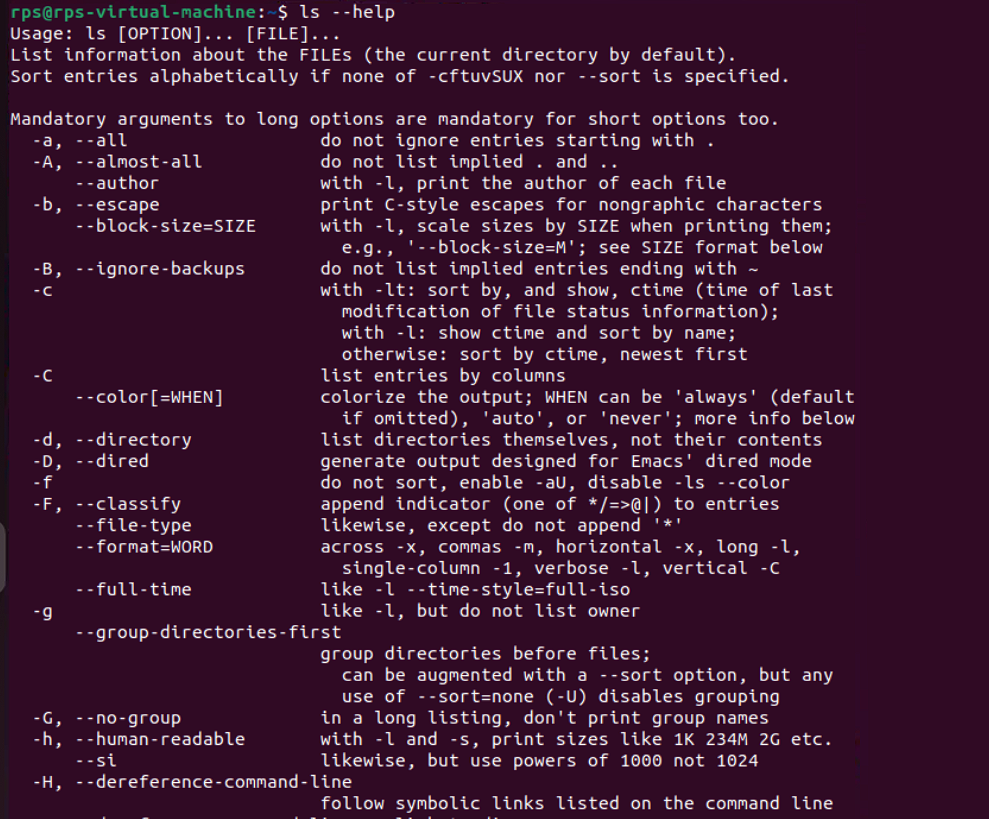 rps@rps-virtual-machine:~$ ls --help
Usage: ls [OPTION]... [FILE]...
List information about the FILEs (the current directory by default).
Sort entries alphabetically if none of -cftuvSUX nor --sort is specified.

Mandatory arguments to long options are mandatory for short options too.
  -a, --all                  do not ignore entries starting with .
  -A, --almost-all           do not list implied . and ..
      --author               with -l, print the author of each file
  -b, --escape               print C-style escapes for nongraphic characters
      --block-size=SIZE      with -l, scale sizes by SIZE when printing them;
                               e.g., '--block-size=M'; see SIZE format below
  -B, --ignore-backups       do not list implied entries ending with ~
  -c                         with -lt: sort by, and show, ctime (time of last
                               modification of file status information);
                               with -l: show ctime and sort by name;
                               otherwise: sort by ctime, newest first
  -C                         list entries by columns
      --color[=WHEN]         colorize the output; WHEN can be 'always' (default
                               if omitted), 'auto', or 'never'; more info below
  -d, --directory            list directories themselves, not their contents
  -D, --dired                generate output designed for Emacs' dired mode
  -f                         do not sort, enable -aU, disable -ls --color
  -F, --classify             append indicator (one of */=>@|) to entries
      --file-type            likewise, except do not append '*'
      --format=WORD          across -x, commas -m, horizontal -x, long -l,
                               single-column -1, verbose -l, vertical -C
      --full-time            like -l --time-style=full-iso
  -g                         like -l, but do not list owner
      --group-directories-first
                             group directories before files;
                               can be augmented with a --sort option, but any
                               use of --sort=none (-U) disables grouping
  -G, --no-group             in a long listing, don't print group names
  -h, --human-readable       with -l and -s, print sizes like 1K 234M 2G etc.
      --si                   likewise, but use powers of 1000 not 1024
  -H, --dereference-command-line
                             follow symbolic links listed on the command line